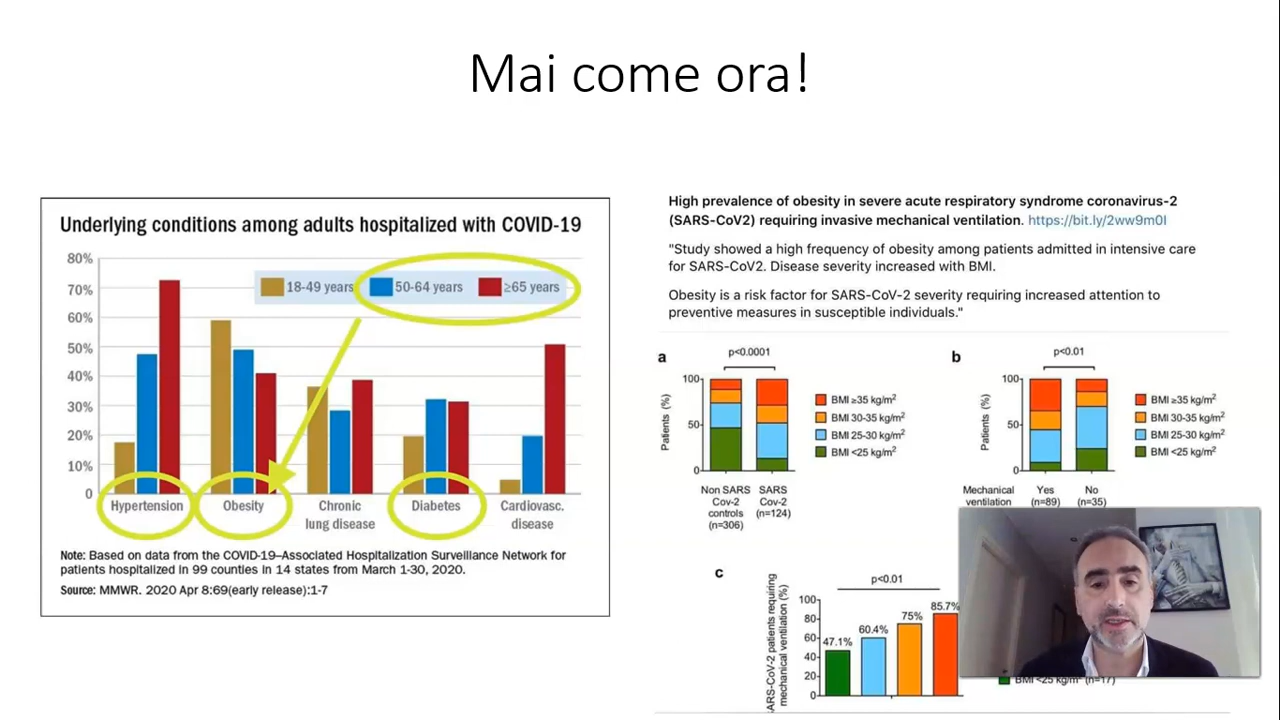 Mai come ora!
Underlying conditions among adults hospitalized with COVID-19
80%
70%
60%
50%
40%
30%
20%
10%
0
18-49 years
50-64 years
≥65 years
Hypertension
Obesity
Chronic
lung disease
Diabetes
Cardiovasc.
disease
Note: Based on data from the COVID-19–Associated Hospitalization Surveillance Network for
patients hospitalized in 99 counties in 14 states from March 1-30, 2020.
Source: MMWR. 2020 Apr 8:69(early release):1-7
High prevalence of obesity in severe acute respiratory syndrome coronavirus-2
(SARS-CoV2) requiring invasive mechanical ventilation. https://bit.ly/2ww9m0I
"Study showed a high frequency of obesity among patients admitted in intensive care
for SARS-CoV2. Disease severity increased with BMI.
Obesity is a risk factor for SARS-CoV-2 severity requiring increased attention to
preventive measures in susceptible individuals."
a
p<0.0001
Patients (%)
100
50
0
BMI ≥35 kg/m²
BMI 30-35 kg/m²
BMI 25-30 kg/m²
BMI <25 kg/m²
Non SARS
Cov-2
controls
(n=306)
SARS
Cov-2
(n=124)
b
p<0.01
Patients (%)
100
50
0
BMI ≥35 kg/m²
BMI 30-35 kg/m²
BMI 25-30 kg/m²
BMI <25 kg/m²
Mechanical
ventilation
Yes
(n=89)
No
(n=35)
c
p<0.01
SARS-CoV-2 patients requiring
mechanical ventilation (%)
100
80
60
40
20
0
47.1%
60.4%
75%
85.7%
BMI <25 kg/m² (n=17)